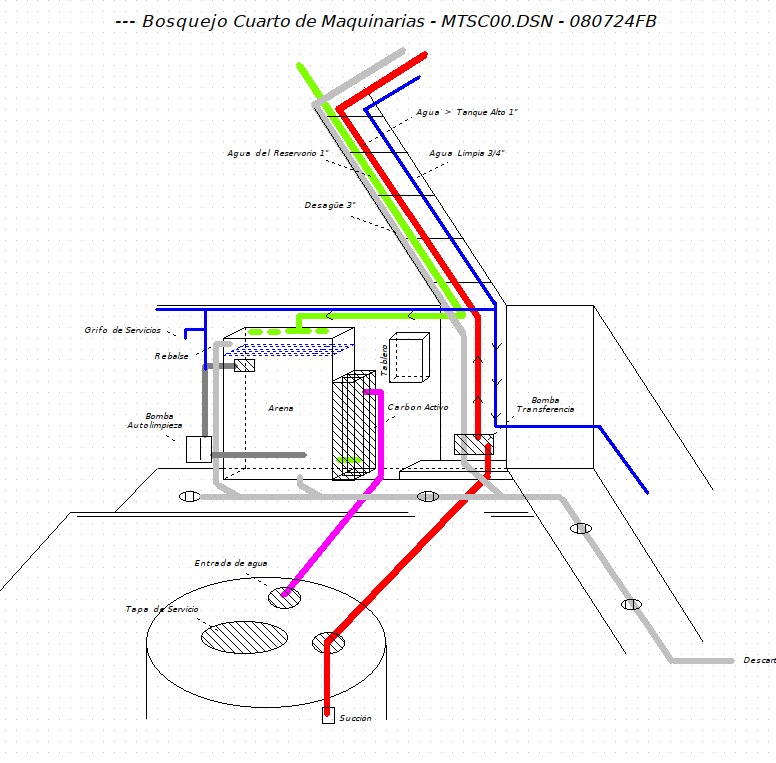 --- Bosquejo Cuarto de Maquinarias - MTSC00.DSN - 080724FB
Agua > Tanque Alto 1"
Agua del Reservorio 1"
Agua Limpia 3/4"
Desagüe 3"
Grifo de Servicios
Rebalse
Tablero
Arena
Carbon Activo
Bomba
Transferencia
Bomba
Autolimpieza
Entrada de agua
Tapa de Servicio
Descart
Succión